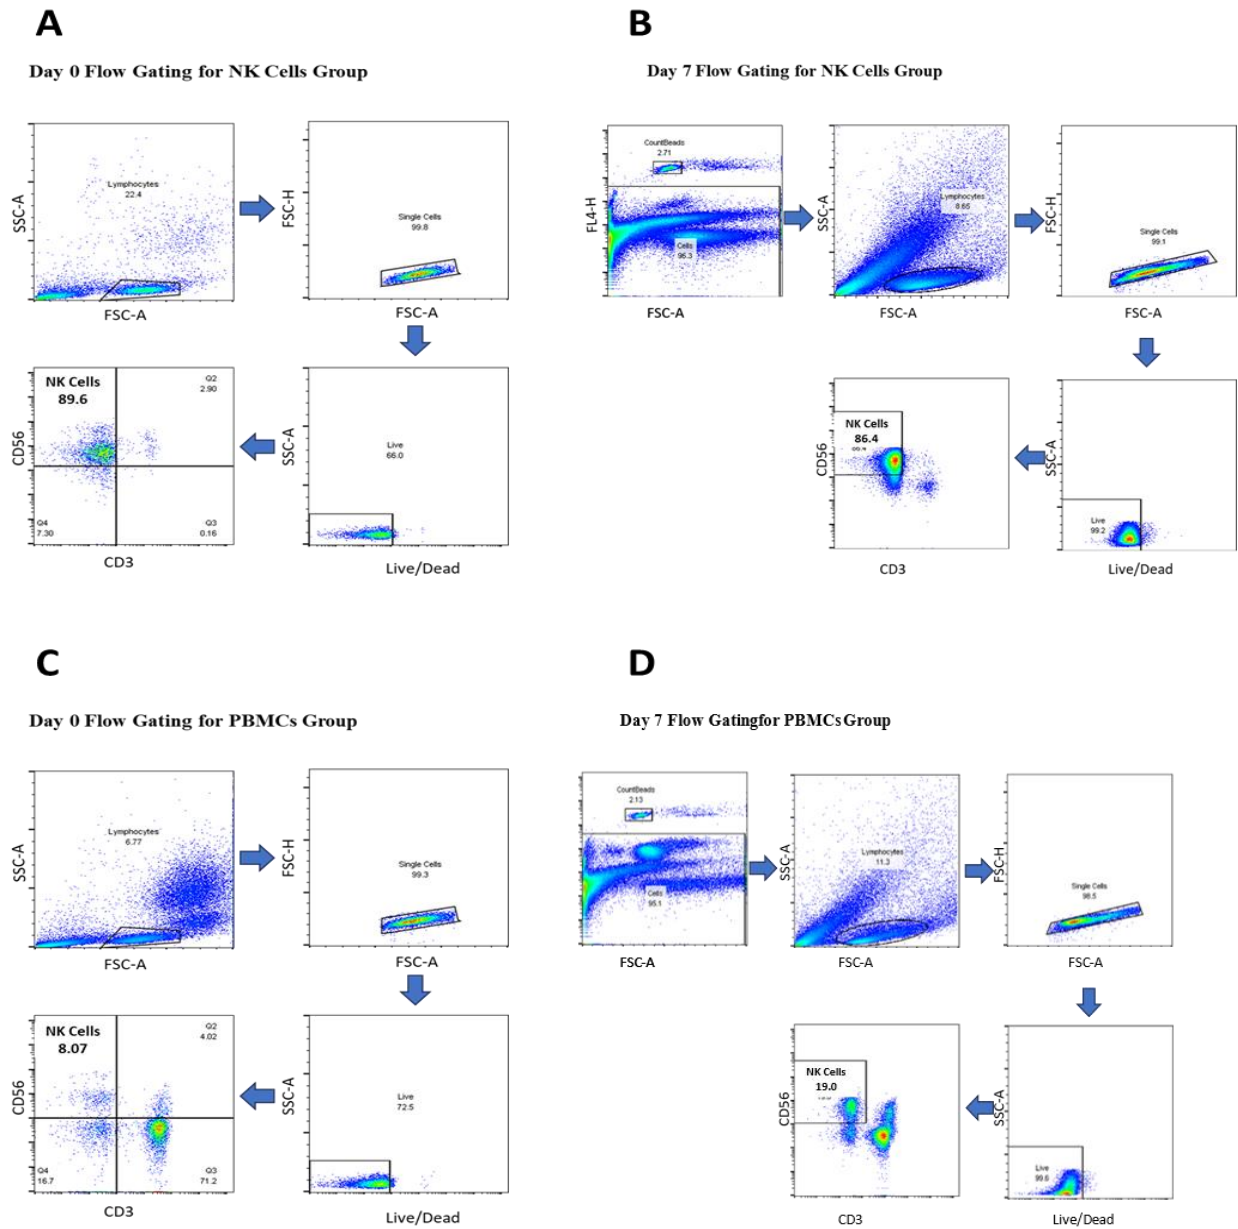 A
Day 0 Flow Gating for NK Cells Group
SSC-A
Lymphocytes
22.4
FSC-A
FSC-H
Single Cells
99.8
FSC-A
NK Cells
89.6
Q2
2.90
CD56
Q4
7.30
Q3
0.16
CD3
SSC-A
Live
66.0
Live/Dead
B
Day 7 Flow Gating for NK Cells Group
FL4-H
CountBeads
2.71
Cells
96.3
FSC-A
SSC-A
Lymphocytes
8.65
FSC-A
FSC-H
Single Cells
99.1
FSC-A
NK Cells
86.4
CD56
CD3
SSC-A
Live
99.2
Live/Dead
C
Day 0 Flow Gating for PBMCs Group
SSC-A
Lymphocytes
6.77
FSC-A
FSC-H
Single Cells
99.3
FSC-A
NK Cells
8.07
Q2
4.02
CD56
Q4
16.7
Q3
71.2
CD3
SSC-A
Live
72.5
Live/Dead
D
Day 7 Flow Gatingfor PBMCs Group
CountBeads
2.13
Cells
95.1
FSC-A
SSC-A
Lymphocytes
11.3
FSC-A
FSC-H
Single Cells
98.5
FSC-A
NK Cells
19.0
CD56
CD3
SSC-A
Live
99.6
Live/Dead